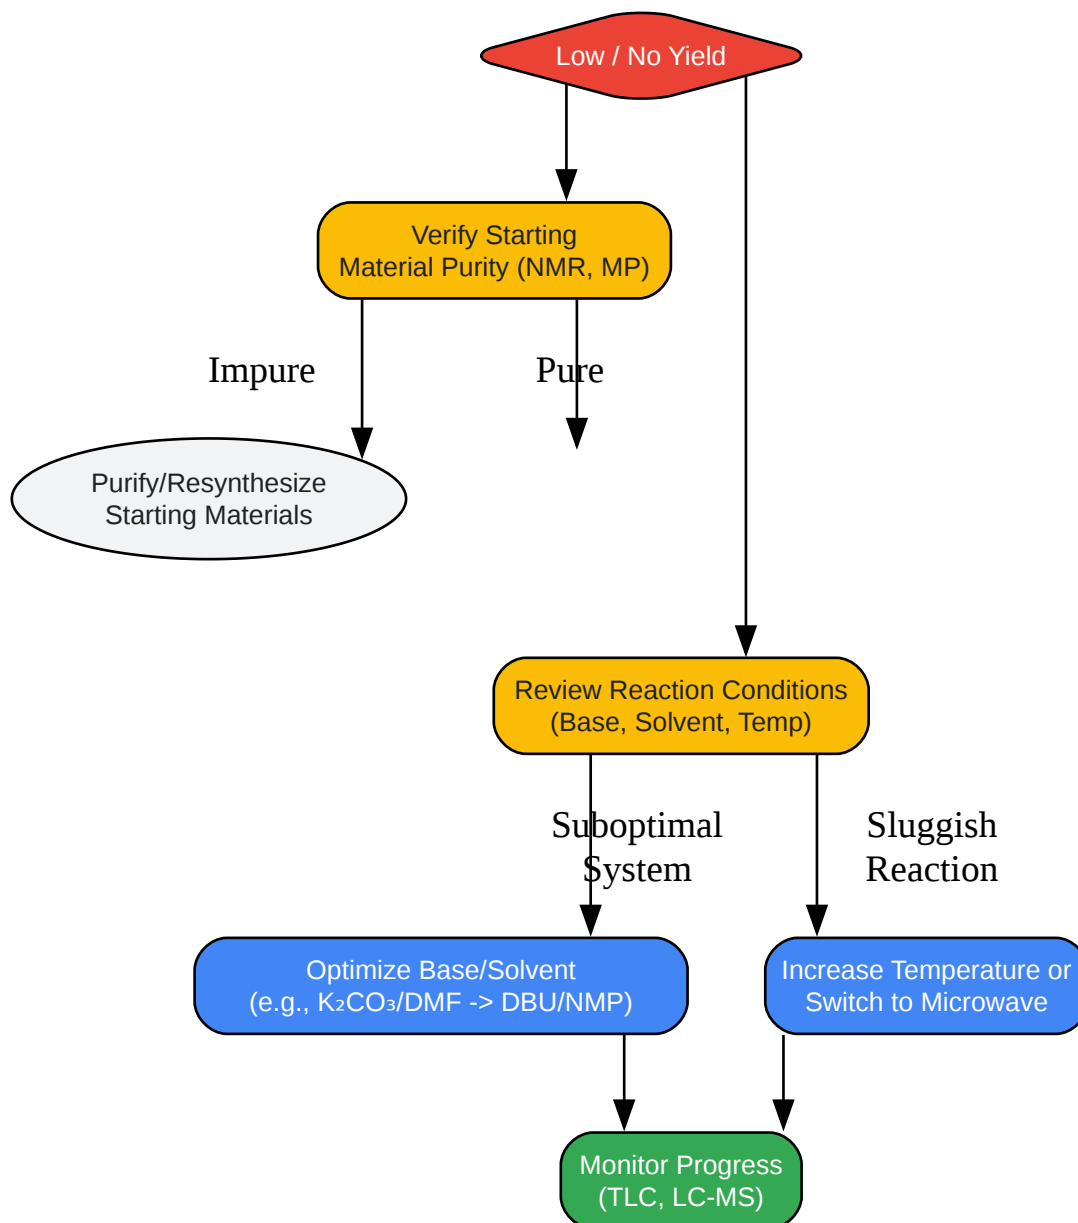 Low / No Yield
Verify Starting
Material Purity (NMR, MP)
Impure
Pure
Purify/Resynthesize
Starting Materials
Review Reaction Conditions
(Base, Solvent, Temp)
Suboptimal
System
Sluggish
Reaction
Optimize Base/Solvent
(e.g., K₂CO₃/DMF -> DBU/NMP)
Increase Temperature or
Switch to Microwave
Monitor Progress
(TLC, LC-MS)